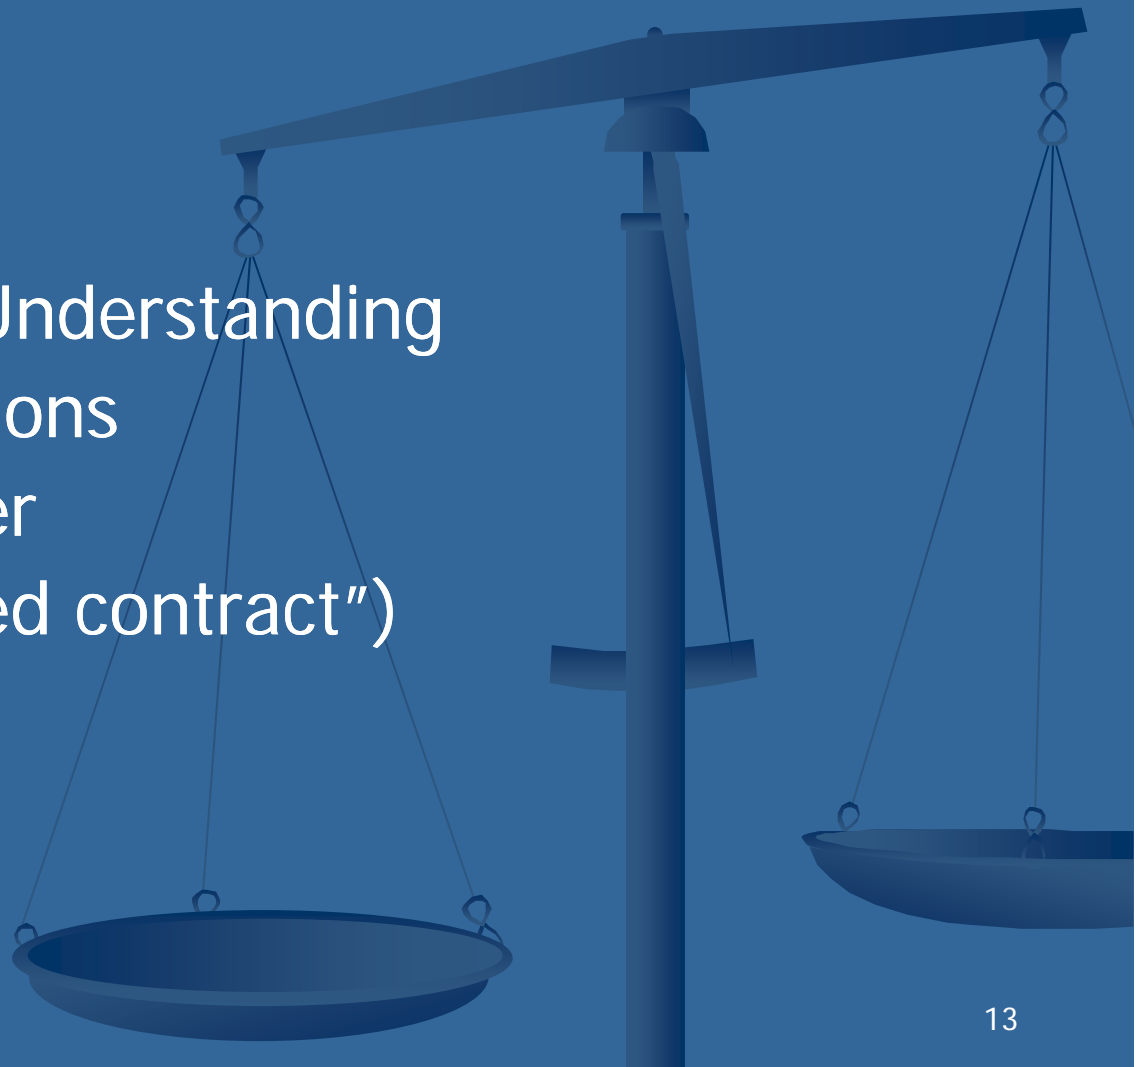 Understanding
ons
er
ed contract”)
13